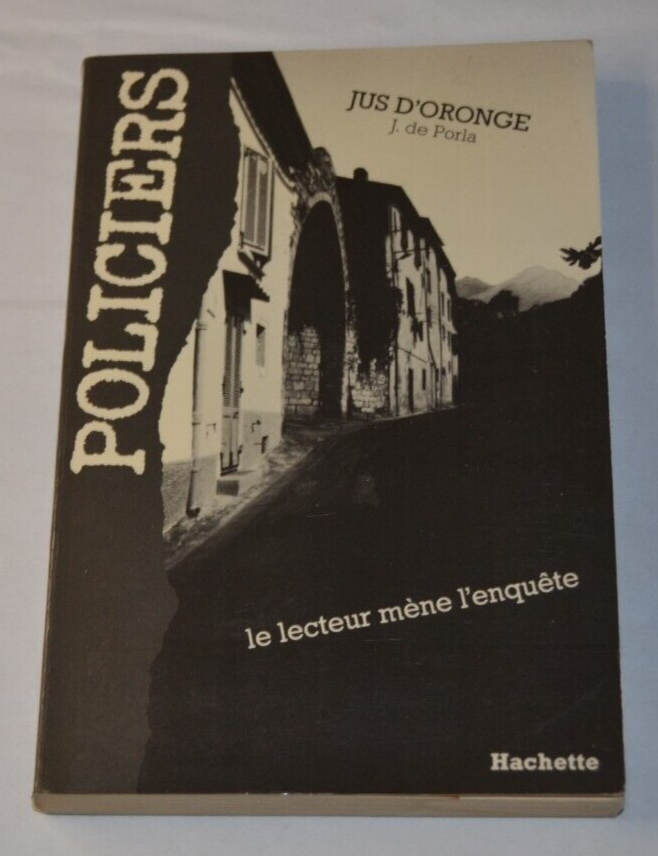 POLICIERS
JUS D'ORONGE
J. de Porla
le lecteur mène l'enquête
Hachette